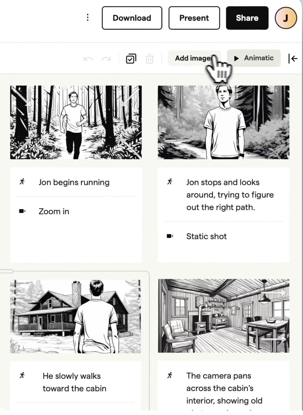 Download
Present
Share
J
Add image
Animatic
Jon begins running
Zoom in
Jon stops and looks
around, trying to figure
out the right path.
Static shot
He slowly walks
toward the cabin
The camera pans
across the cabin's
interior, showing old